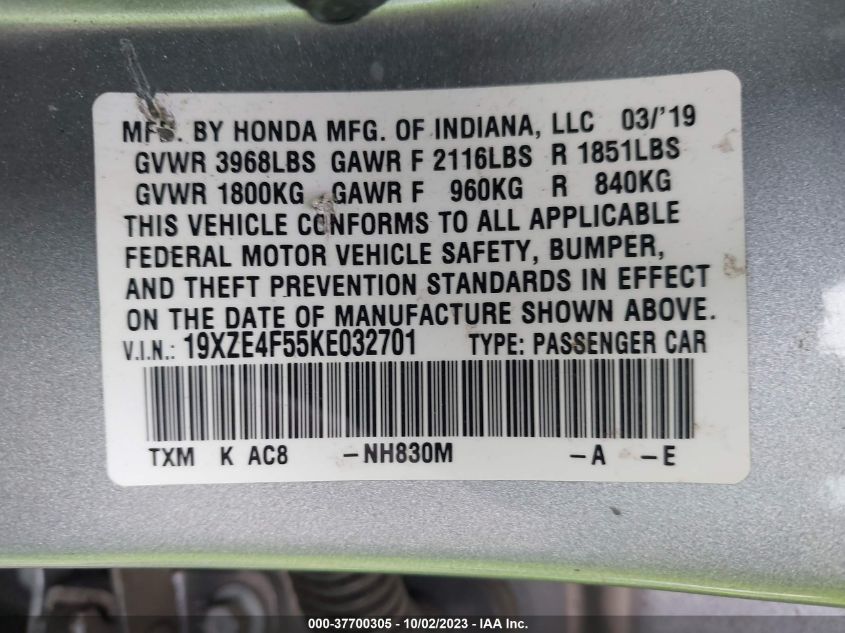 MFD. BY HONDA MFG. OF INDIANA, LLC 03/'19
GVWR 3968LBS GAWR F 2116LBS R 1851LBS
GVWR 1800KG GAWR F 960KG R 840KG
THIS VEHICLE CONFORMS TO ALL APPLICABLE
FEDERAL MOTOR VEHICLE SAFETY, BUMPER,
AND THEFT PREVENTION STANDARDS IN EFFECT
ON THE DATE OF MANUFACTURE SHOWN ABOVE.
V.I.N.: 19XZE4F55KE032701 TYPE: PASSENGER CAR
TXM K AC8 -NH830M -A -E
000-37700305 - 10/02/2023 - IAA Inc.